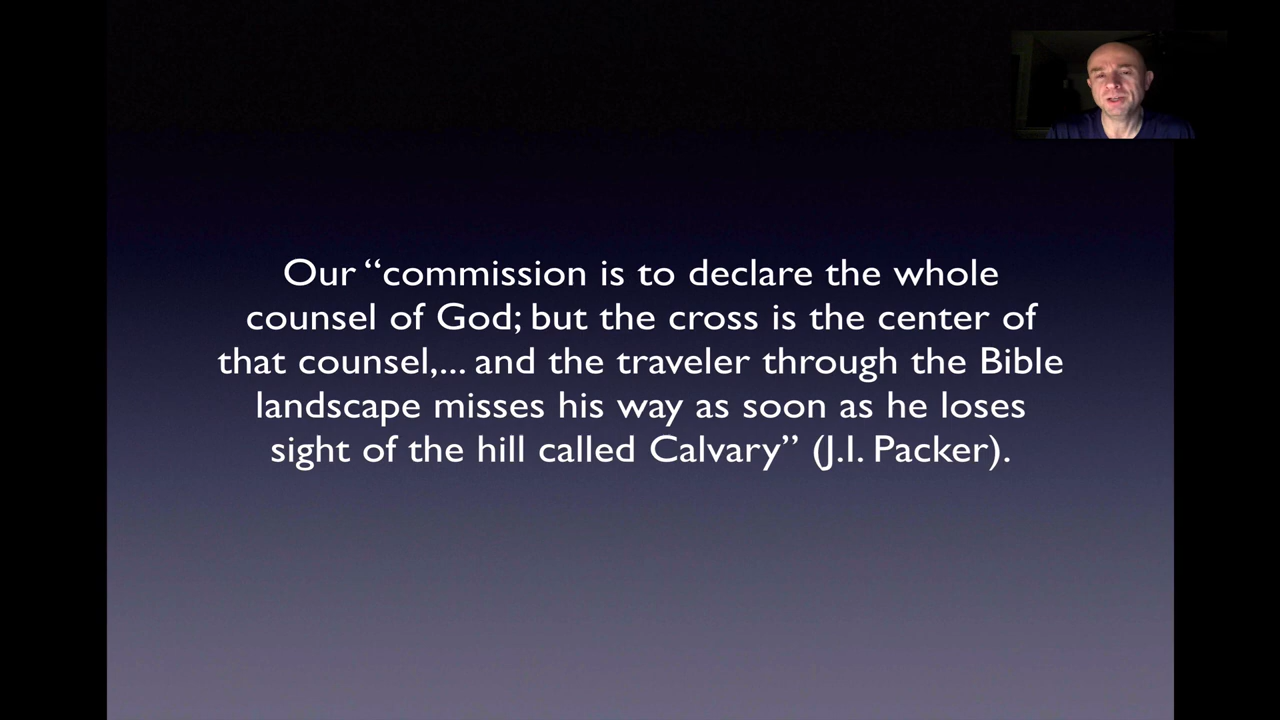 Our “commission is to declare the whole
counsel of God; but the cross is the center of
that counsel,... and the traveler through the Bible
landscape misses his way as soon as he loses
sight of the hill called Calvary” (J.I. Packer).